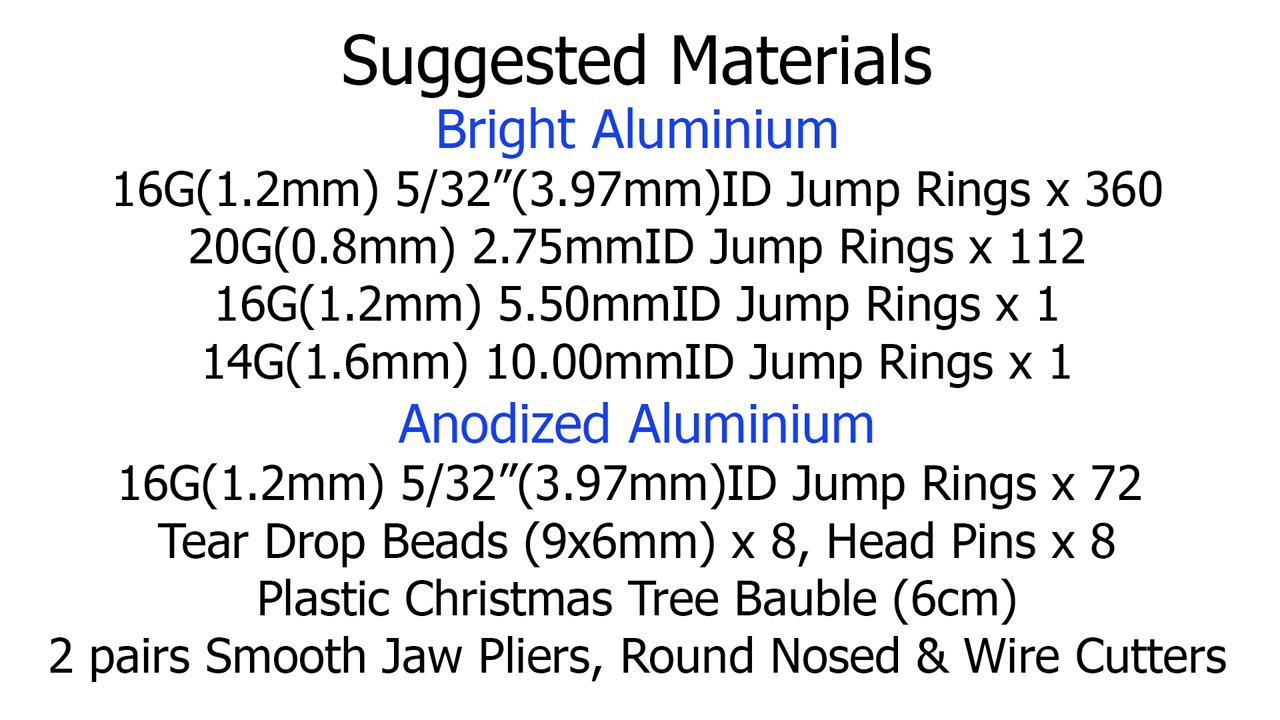 Suggested Materials
Bright Aluminium
16G(1.2mm) 5/32”(3.97mm)ID Jump Rings x 360
20G(0.8mm) 2.75mmID Jump Rings x 112
16G(1.2mm) 5.50mmID Jump Rings x 1
14G(1.6mm) 10.00mmID Jump Rings x 1
Anodized Aluminium
16G(1.2mm) 5/32”(3.97mm)ID Jump Rings x 72
Tear Drop Beads (9x6mm) x 8, Head Pins x 8
Plastic Christmas Tree Bauble (6cm)
2 pairs Smooth Jaw Pliers, Round Nosed & Wire Cutters